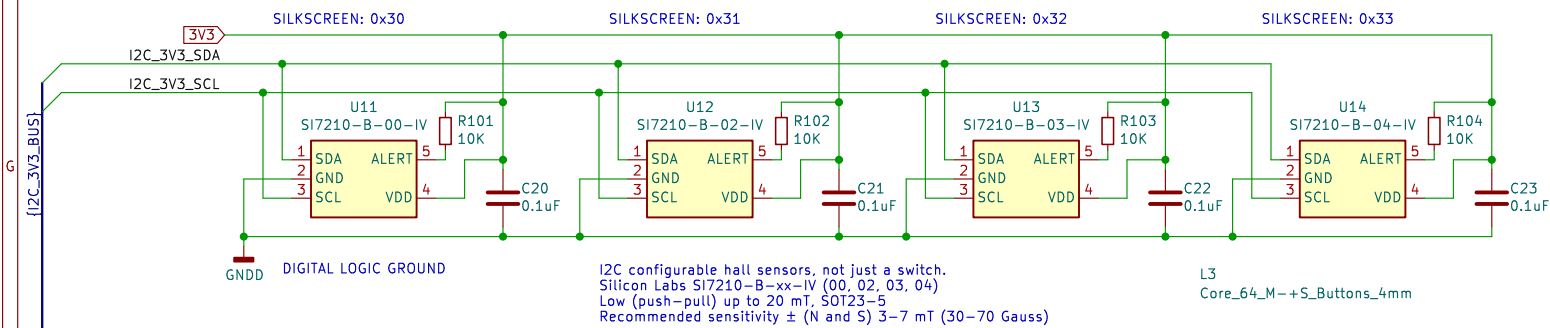 SILKSCREEN: 0x30
SILKSCREEN: 0x31
SILKSCREEN: 0x32
SILKSCREEN: 0x33
3V3
I2C_3V3_SDA
I2C_3V3_SCL
{I2C_3V3_BUS}
G
U11
SI7210-B-00-IV
R101
10K
1 SDA ALERT 5
2 GND
3 SCL VDD 4
C20
0.1uF
U12
SI7210-B-02-IV
R102
10K
1 SDA ALERT 5
2 GND
3 SCL VDD 4
C21
0.1uF
U13
SI7210-B-03-IV
R103
10K
1 SDA ALERT 5
2 GND
3 SCL VDD 4
C22
0.1uF
U14
SI7210-B-04-IV
R104
10K
1 SDA ALERT 5
2 GND
3 SCL VDD 4
C23
0.1uF
GNDD
DIGITAL LOGIC GROUND
I2C configurable hall sensors, not just a switch.
Silicon Labs SI7210-B-xx-IV (00, 02, 03, 04)
Low (push-pull) up to 20 mT, SOT23-5
Recommended sensitivity ± (N and S) 3-7 mT (30-70 Gauss)
L3
Core_64_M-+S_Buttons_4mm